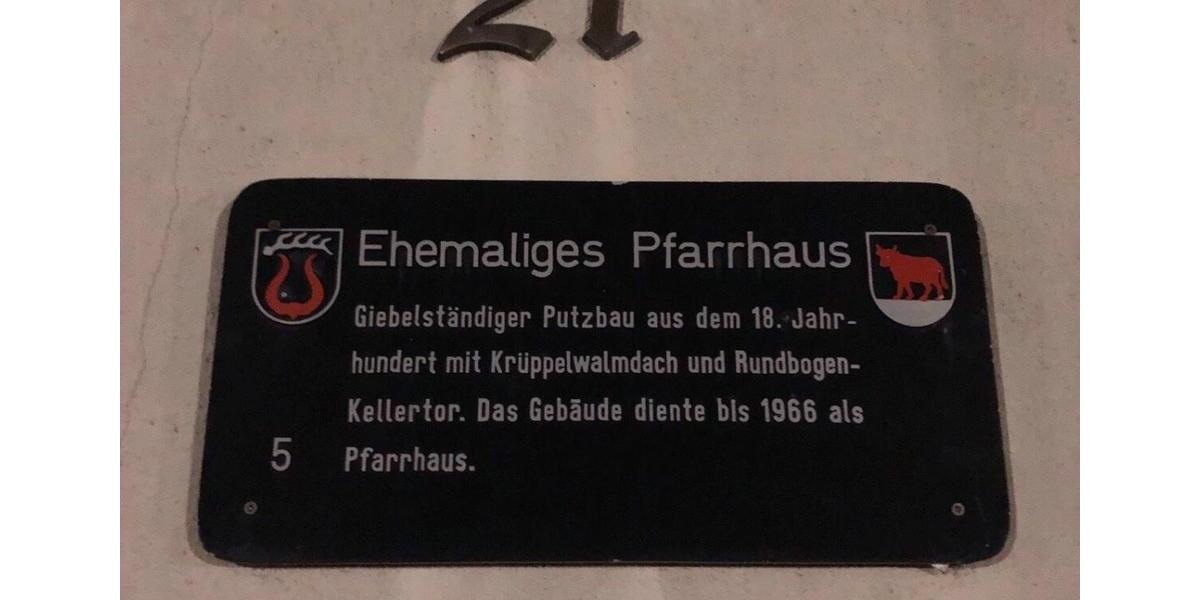 21
Ehemaliges Pfarrhaus
Giebelständiger Putzbau aus dem 18. Jahr-
hundert mit Krüppelwalmdach und Rundbogen-
Kellertor. Das Gebäude diente bis 1966 als
5 Pfarrhaus.